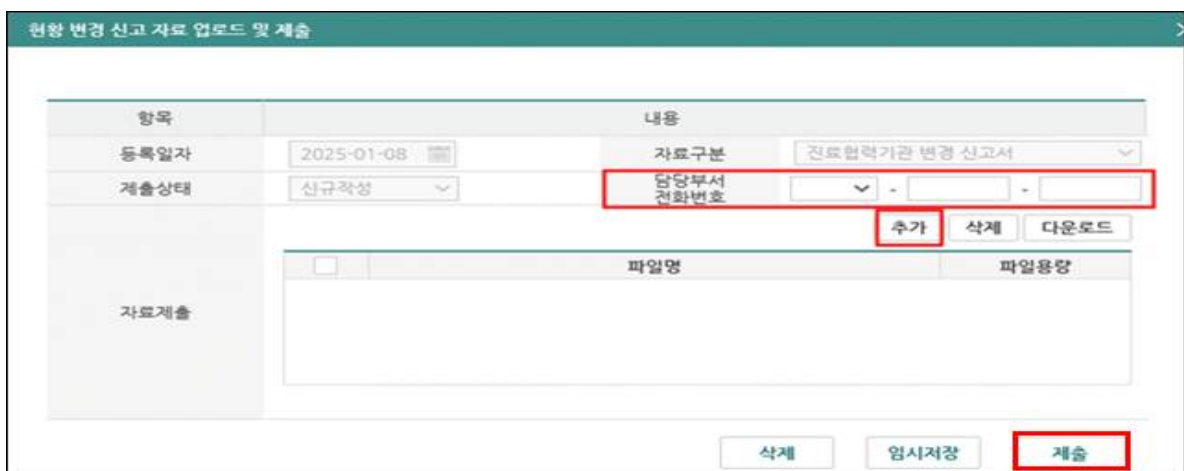 현황 변경 신고 자료 업로드 및 제출
항목 내용
등록일자 2025-01-08 자료구분 진료협력기관 변경 신고서
제출상태 신규작성 담당부서
전화번호 - -
추가 삭제 다운로드
파일명 파일용량
자료제출
삭제 임시저장 제출